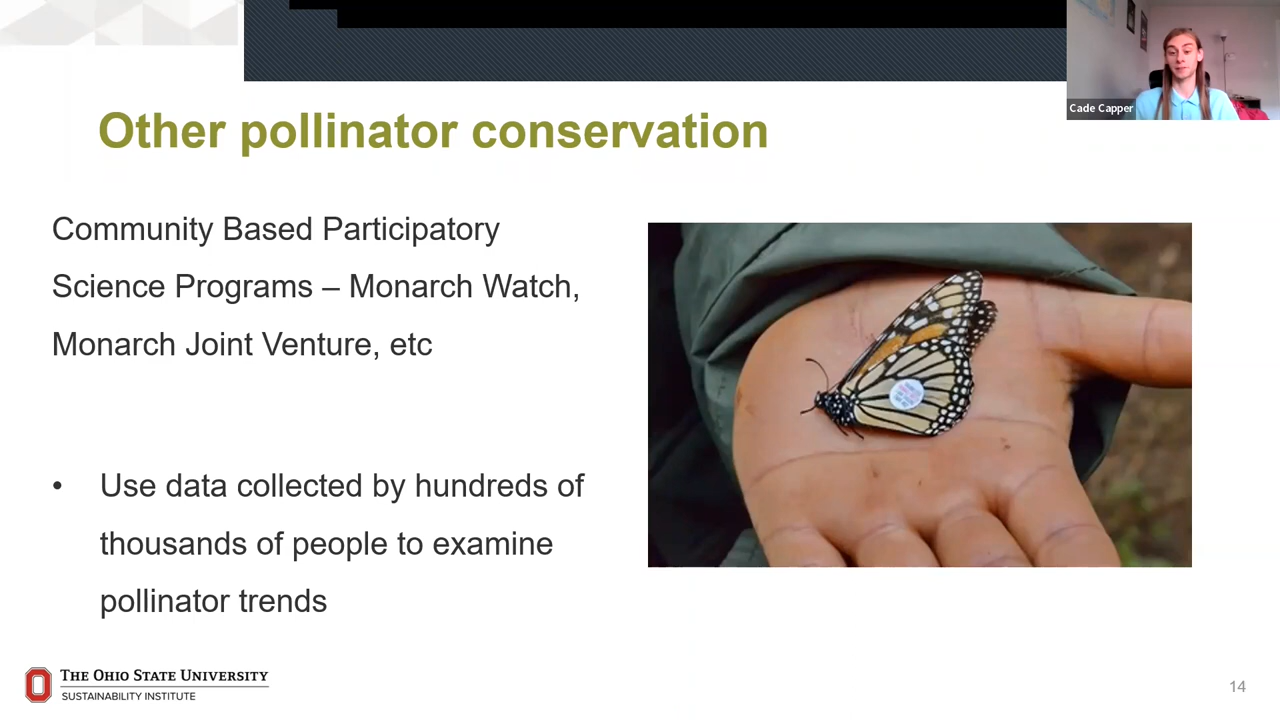 Cade Capper
Other pollinator conservation
Community Based Participatory
Science Programs – Monarch Watch,
Monarch Joint Venture, etc
• Use data collected by hundreds of
thousands of people to examine
pollinator trends
THE OHIO STATE UNIVERSITY
SUSTAINABILITY INSTITUTE
14